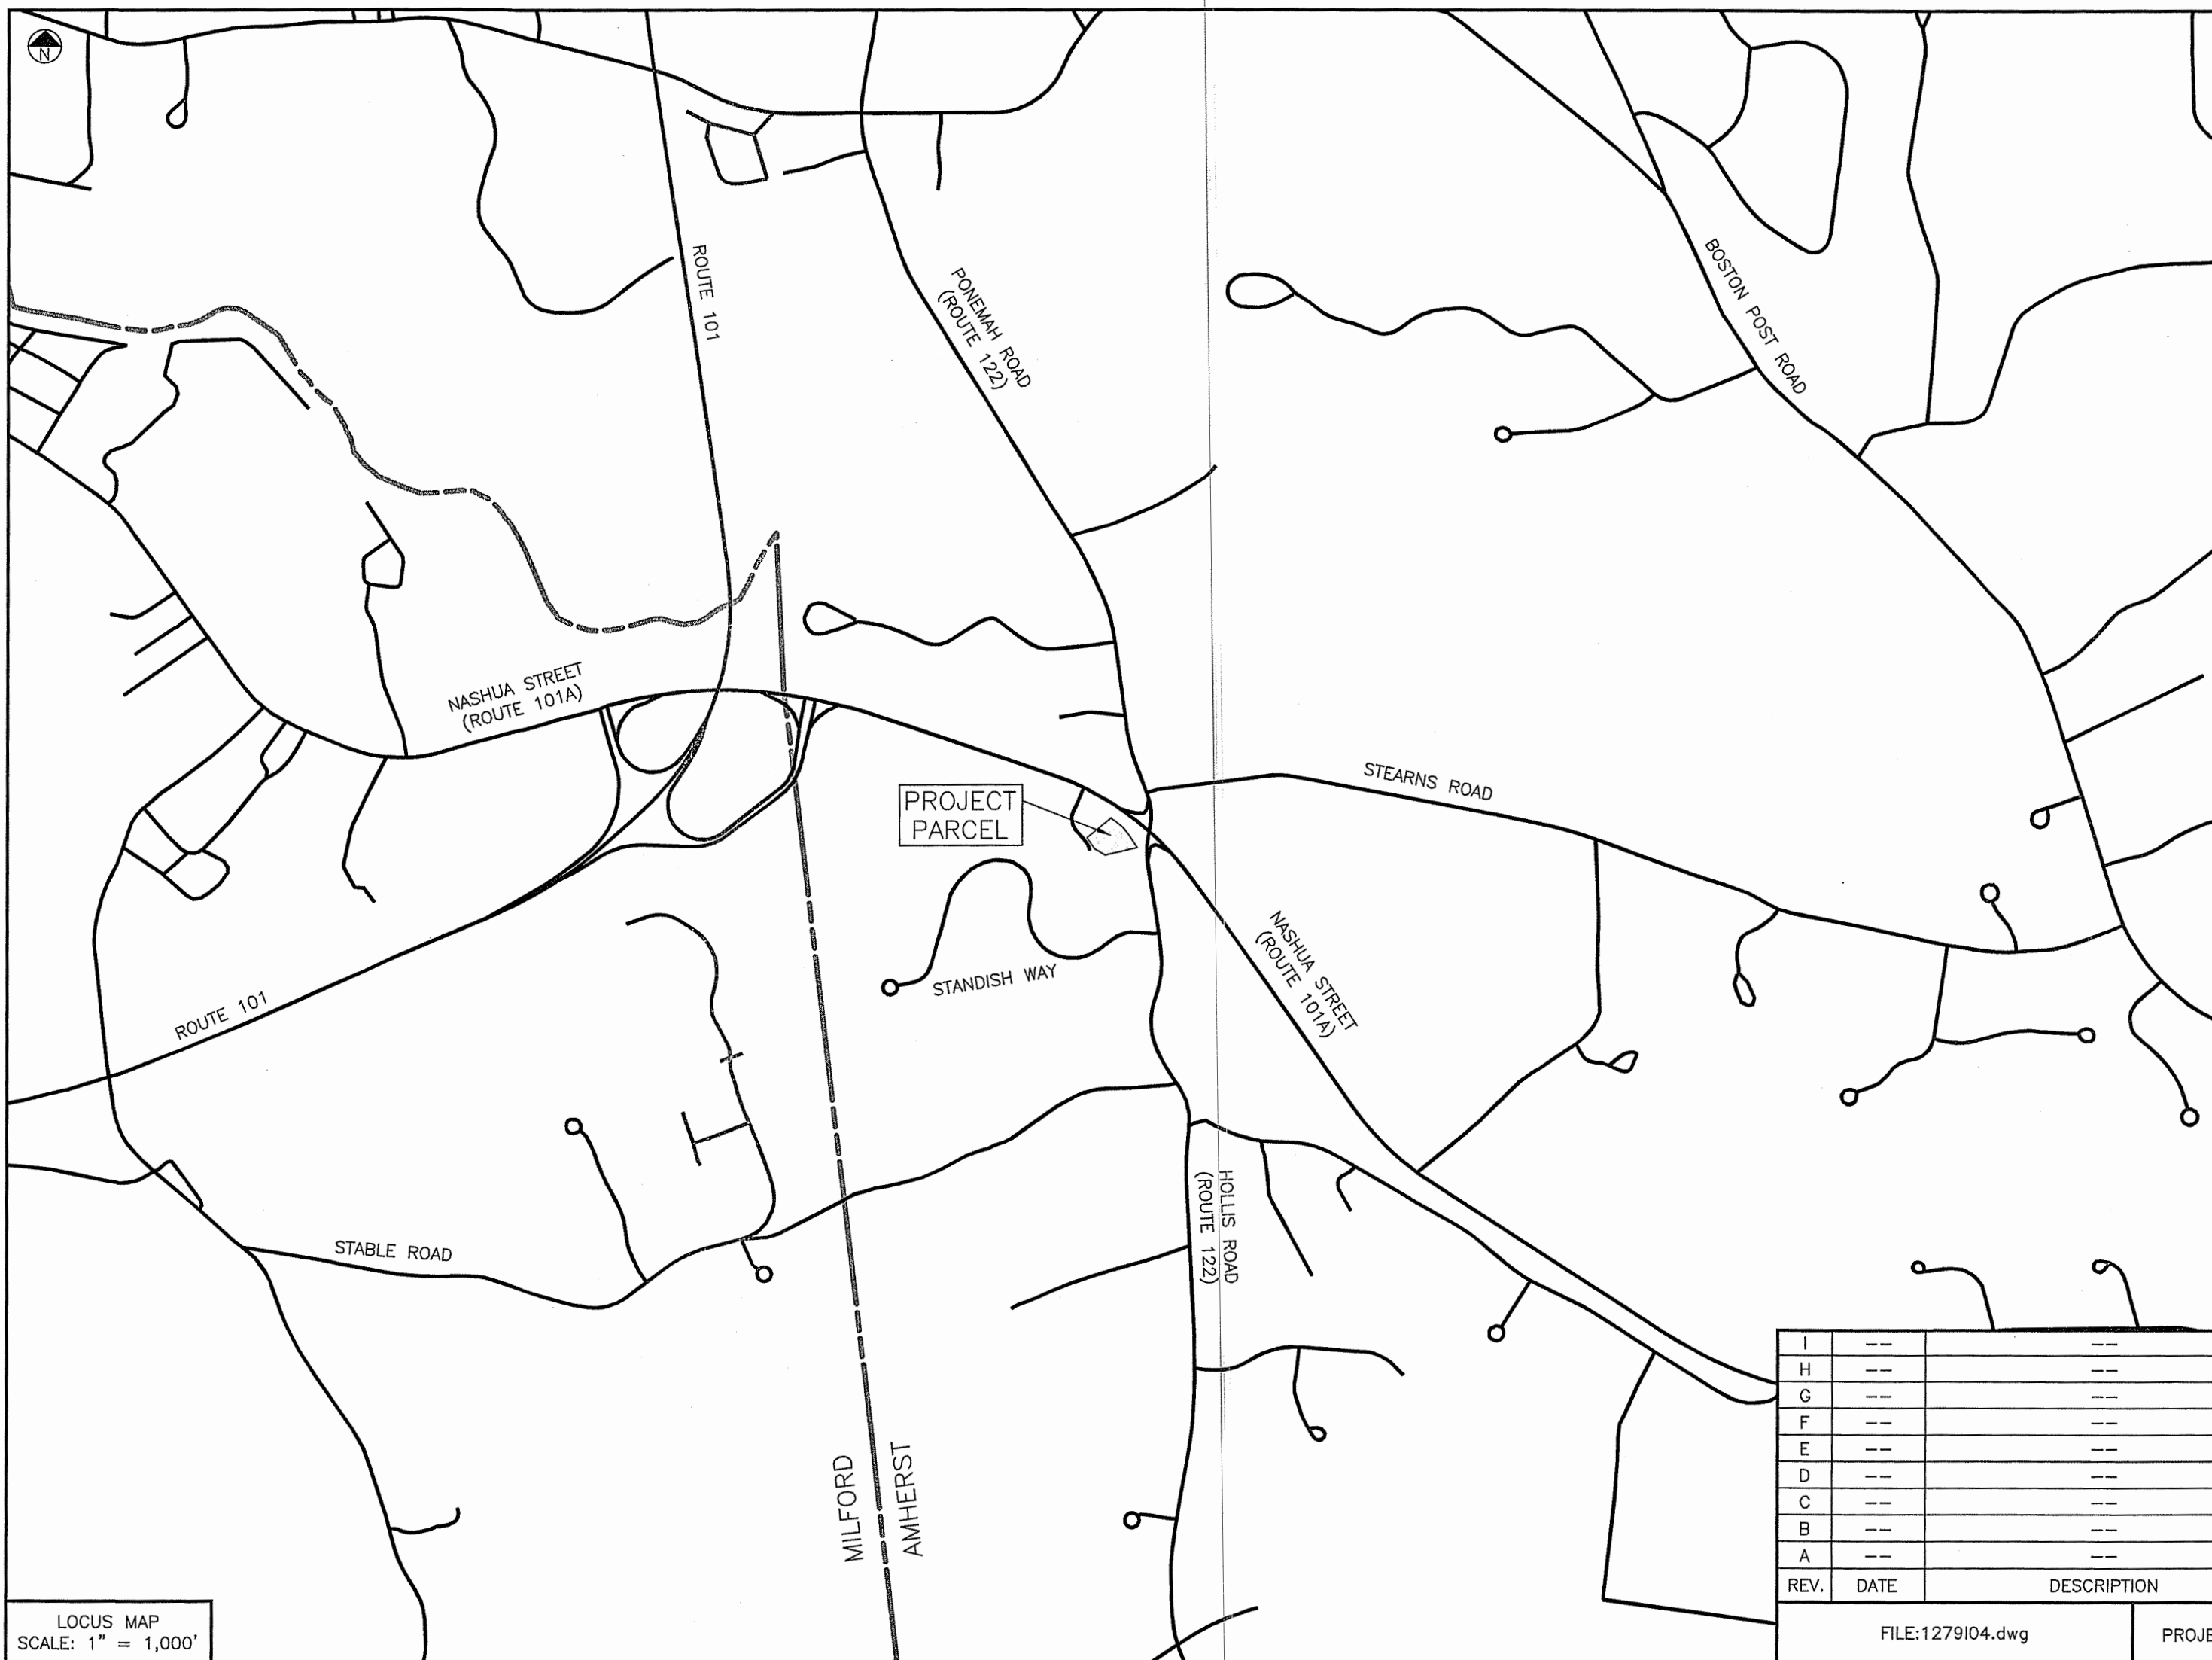 N
ROUTE 101
PONEMAH ROAD
(ROUTE 122)
BOSTON POST ROAD
NASHUA STREET
(ROUTE 101A)
PROJECT
PARCEL
STEARNS ROAD
NASHUA STREET
(ROUTE 101A)
STANDISH WAY
ROUTE 101
HOLLIS ROAD
(ROUTE 122)
STABLE ROAD
MILFORD
AMHERST
I -- --
H -- --
G -- --
F -- --
E -- --
D -- --
C -- --
B -- --
A -- --
REV. DATE DESCRIPTION
LOCUS MAP
SCALE: 1" = 1,000'
FILE:1279I04.dwg
PROJE